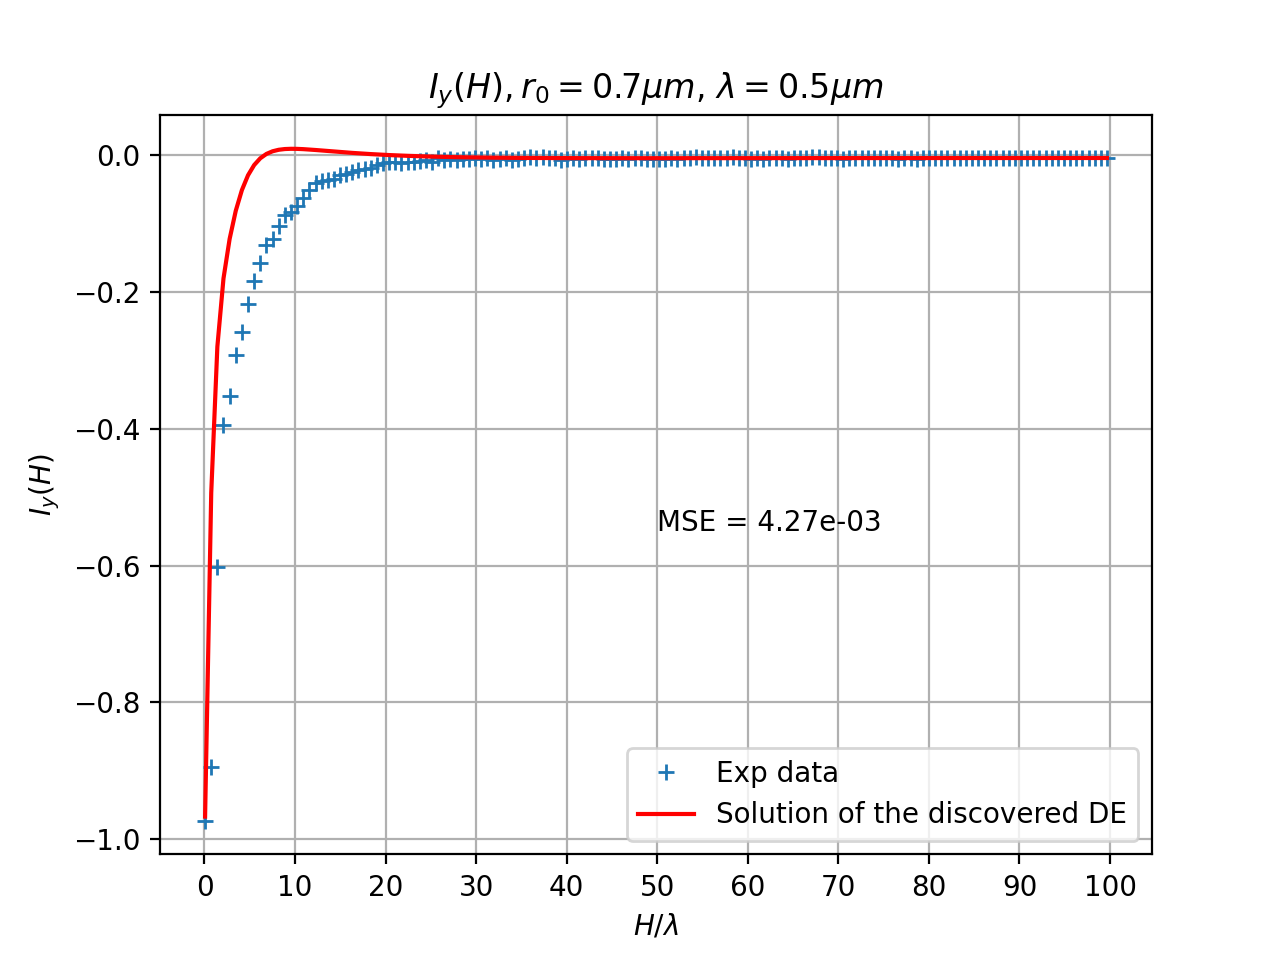 I_y(H), r_0 = 0.7μm, λ = 0.5μm
0.0
−0.2
−0.4
−0.6
−0.8
−1.0
I_y(H)
MSE = 4.27e-03
Exp data
Solution of the discovered DE
0 10 20 30 40 50 60 70 80 90 100
H/λ